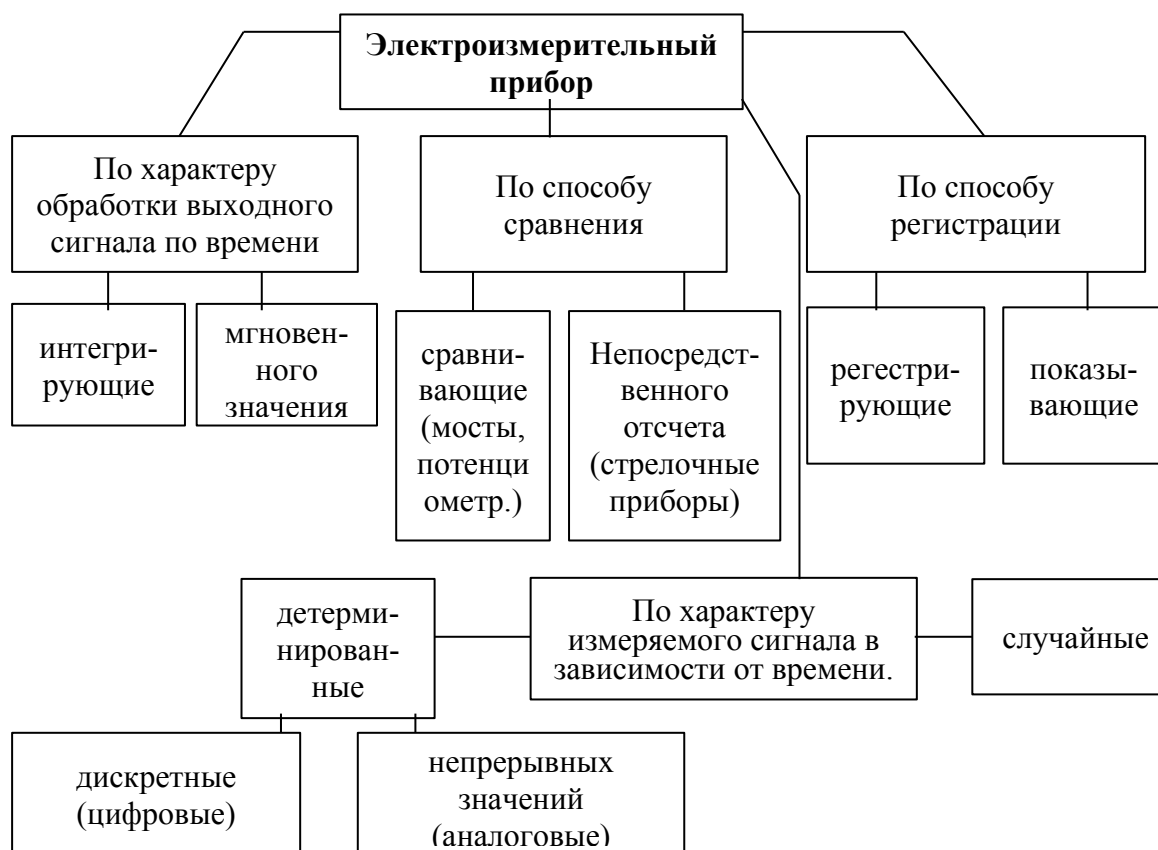 Электроизмерительный
прибор
По характеру
обработки выходного
сигнала по времени
По способу
сравнения
По способу
регистрации
интегри-
рующие
мгновен-
ного
значения
сравни-
вающие
(мосты,
потенци
ометр.)
Непосредст-
венного
отсчета
(стрелочные
приборы)
регестри-
рующие
показы-
вающие
детерми-
нирован-
ные
По характеру
измеряемого сигнала в
зависимости от времени.
случайные
дискретные
(цифровые)
непрерывных
значений
(аналоговые)